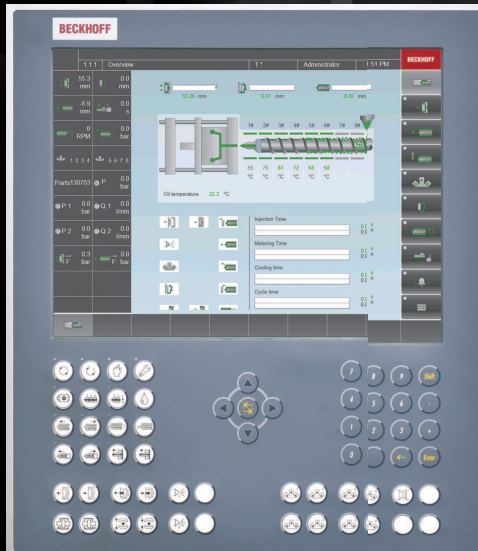 BECKHOFF
1.1.1 Overview T* Administrator 1:51 PM BECKHOFF
55.3 mm 0.0 mm
55.26 mm 0.01 mm -8.85 mm
-8.9 mm 0.0 s
0 RPM 0.0 bar
1# 2# 3# 4# 5# 6# 7# 8#
1 2 3 4 5 6 7 8
55 75 81 72 68 59
°C °C °C °C °C °C
Parts 130783 P 0.0 bar
Oil temperature 22.2 °C
P 1 0.0 bar Q 1 0.0 l/min
P 2 0.0 bar Q 2 0.0 l/min
F 0.3 bar F 0.0 bar
Injection Time
Metering Time
Cooling time
Cycle time
7 8 9 Shift
4 5 6
1 2 3
0 Enter